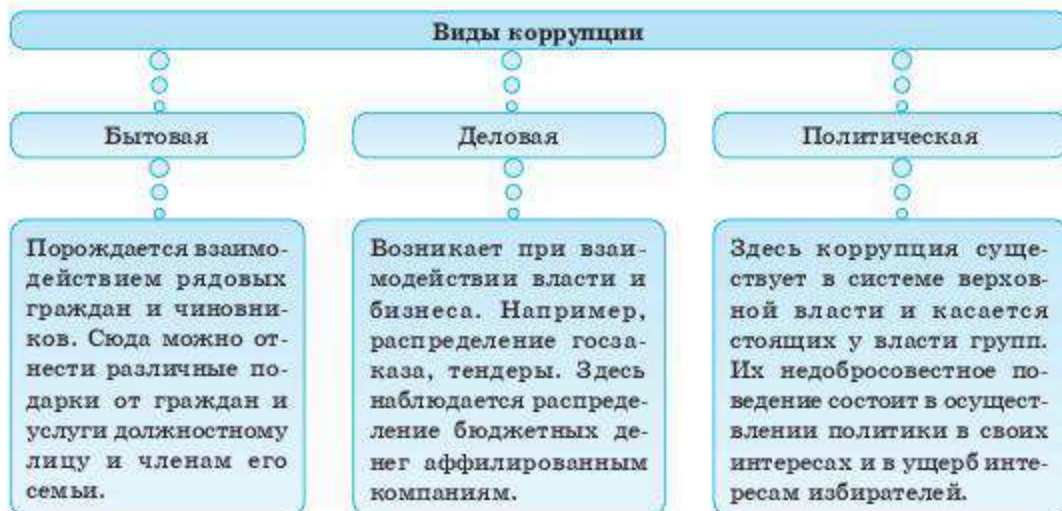 Виды коррупции
Бытовая
Деловая
Политическая
Порождается взаимо-
действием рядовых
граждан и чиновни-
ков. Сюда можно от-
нести различные по-
дарки от граждан и
услуги должностному
лицу и членам его
семьи.
Возникает при взаи-
модействии власти и
бизнеса. Например,
распределение госза-
каза, тендеры. Здесь
наблюдается распреде-
ление бюджетных де-
нег аффилированным
компаниям.
Здесь коррупция суще-
ствует в системе верхов-
ной власти и касается
стоящих у власти групп.
Их недобросовестное по-
ведение состоит в осущест-
влении политики в своих
интересах и в ущерб инте-
ресам избирателей.